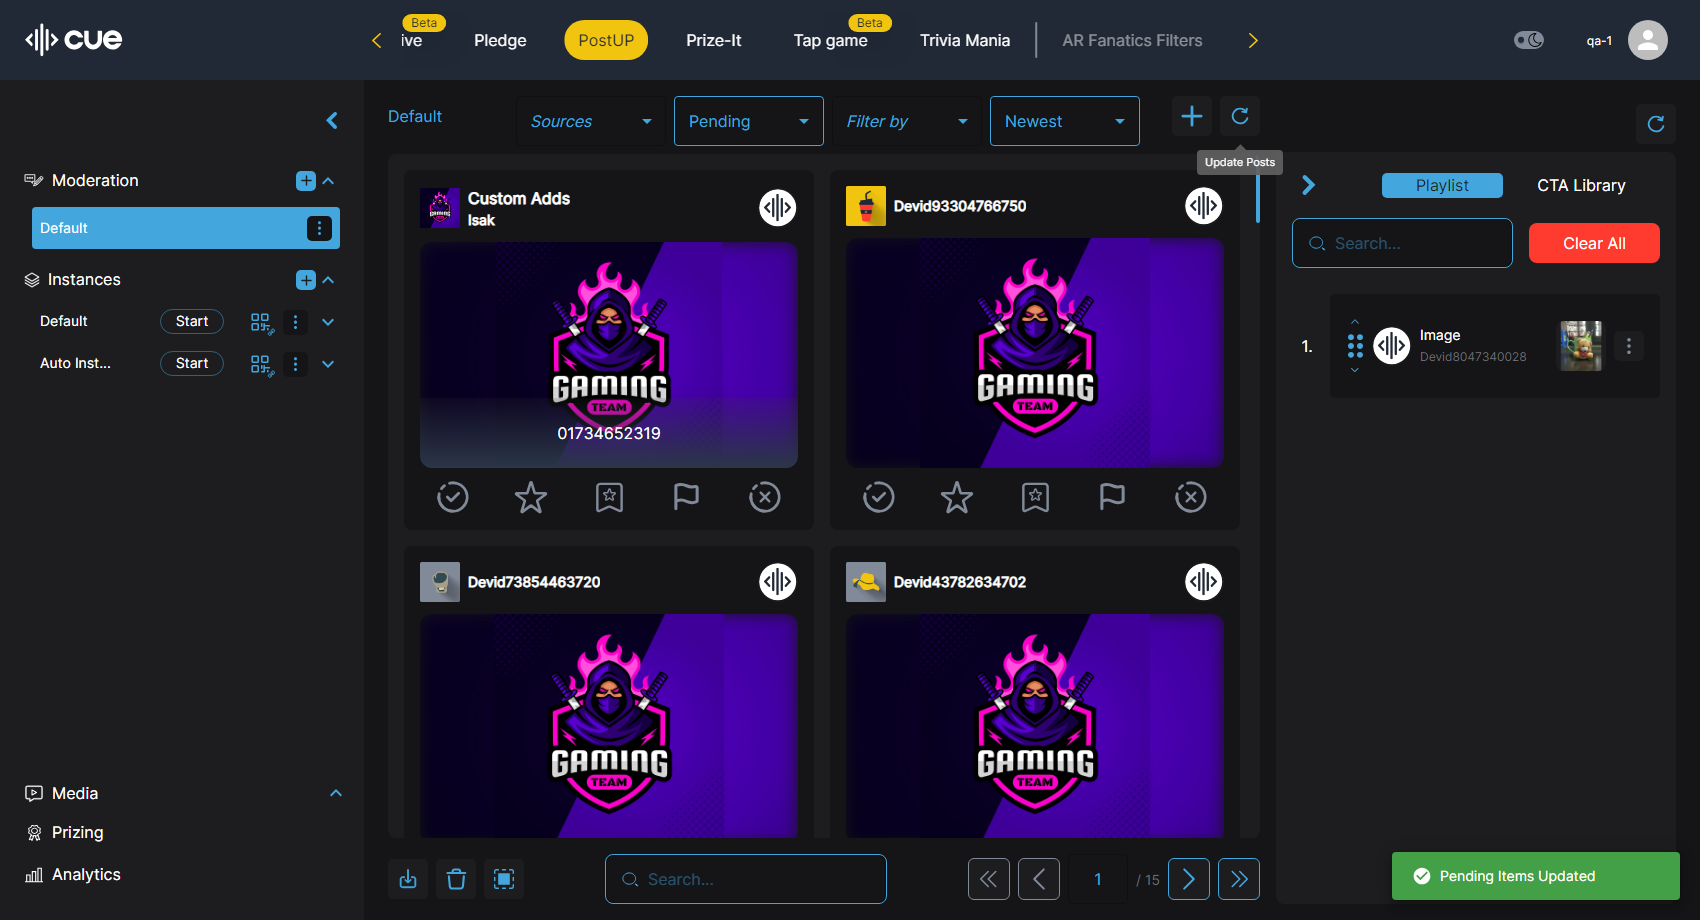 cue
Beta
ive
Pledge
PostUP
Prize-It
Beta
Tap game
Trivia Mania
AR Fanatics Filters
qa-1
Default
Sources
Pending
Filter by
Newest
Update Posts
Moderation
Default
Instances
Default
Start
Auto Inst...
Start
Media
Prizing
Analytics
Custom Adds
Isak
GAMING
TEAM
01734652319
Devid93304766750
GAMING
TEAM
Devid73854463720
GAMING
TEAM
Devid43782634702
GAMING
TEAM
Search...
1
/ 15
Playlist
CTA Library
Search...
Clear All
1.
Image
Devid8047340028
Pending Items Updated